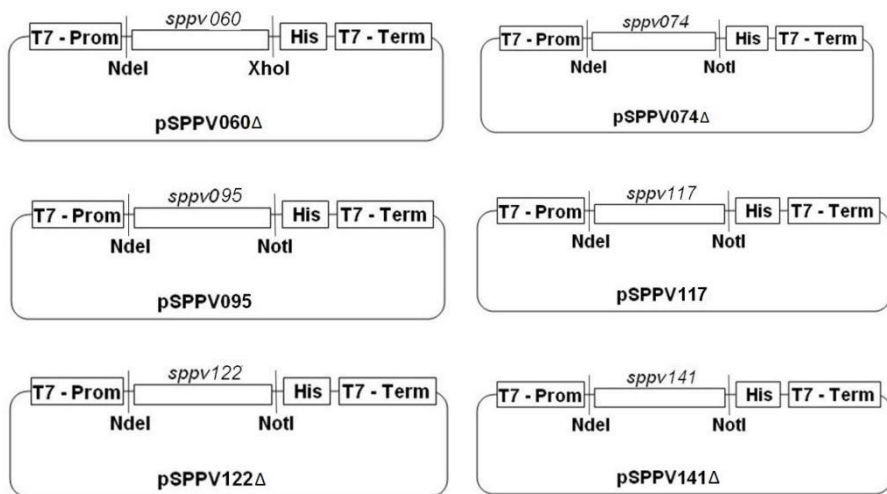 sppv060
T7 - Prom His T7 - Term
NdeI XhoI
pSPPV060Δ
sppv074
T7 - Prom His T7 - Term
NdeI NotI
pSPPV074Δ
sppv095
T7 - Prom His T7 - Term
NdeI NotI
pSPPV095
sppv117
T7 - Prom His T7 - Term
NdeI NotI
pSPPV117
sppv122
T7 - Prom His T7 - Term
NdeI NotI
pSPPV122Δ
sppv141
T7 - Prom His T7 - Term
NdeI NotI
pSPPV141Δ